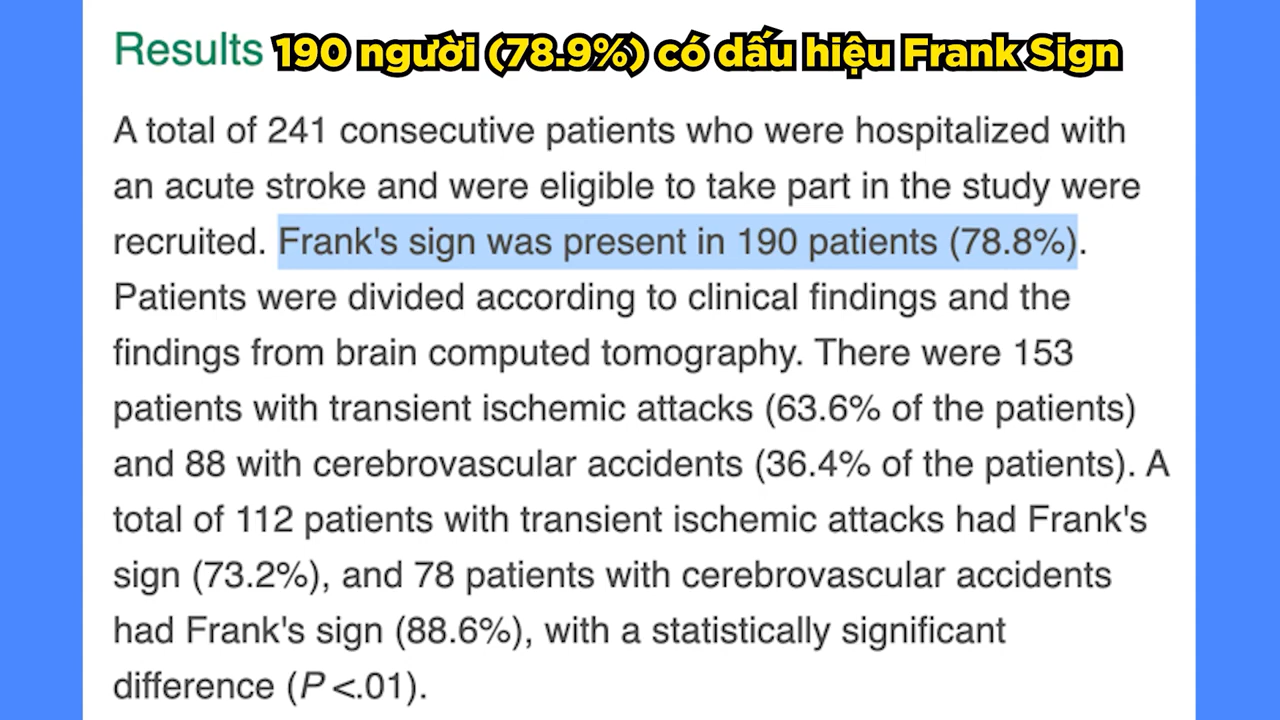 Results 190 người (78.9%) có dấu hiệu Frank Sign
A total of 241 consecutive patients who were hospitalized with
an acute stroke and were eligible to take part in the study were
recruited. Frank's sign was present in 190 patients (78.8%).
Patients were divided according to clinical findings and the
findings from brain computed tomography. There were 153
patients with transient ischemic attacks (63.6% of the patients)
and 88 with cerebrovascular accidents (36.4% of the patients). A
total of 112 patients with transient ischemic attacks had Frank's
sign (73.2%), and 78 patients with cerebrovascular accidents
had Frank's sign (88.6%), with a statistically significant
difference (P <.01).